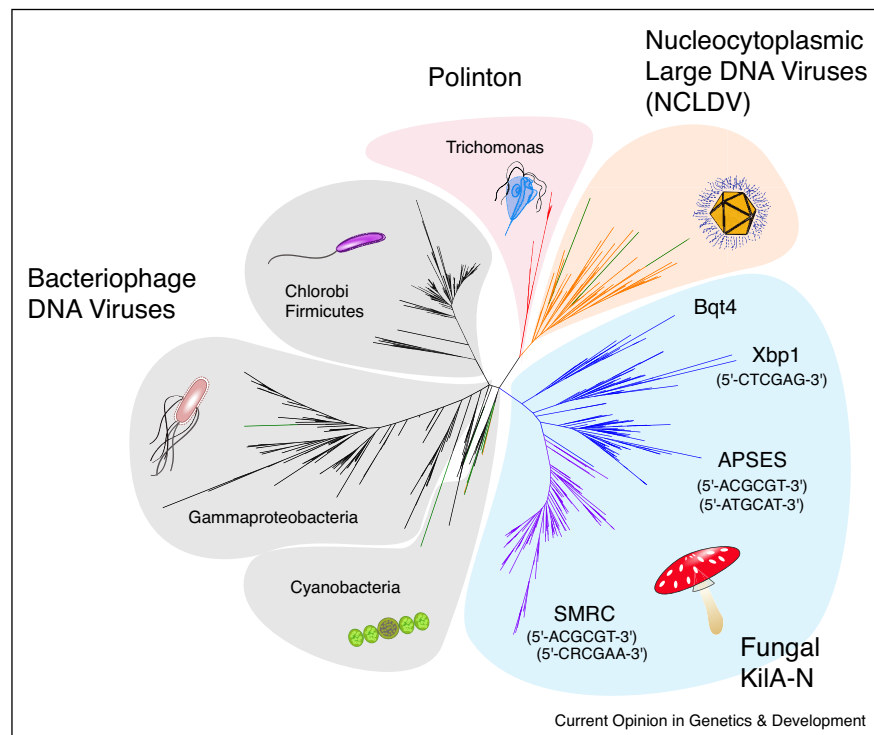 Polinton
Nucleocytoplasmic
Large DNA Viruses
(NCLDV)
Trichomonas
Bacteriophage
DNA Viruses
Chlorobi
Firmicutes
Bqt4
Xbp1
(5'-CTCGAG-3')
APSES
(5'-ACGCGT-3')
(5'-ATGCAT-3')
Gammaproteobacteria
Cyanobacteria
SMRC
(5'-ACGCGT-3')
(5'-CRCGAA-3')
Fungal
KilA-N
Current Opinion in Genetics & Development